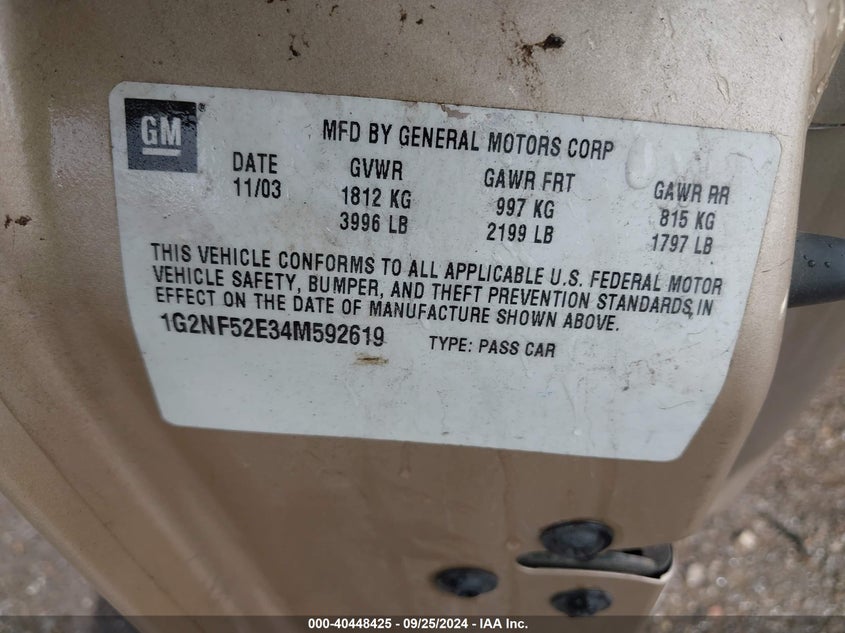 GM®
MFD BY GENERAL MOTORS CORP
DATE GVWR GAWR FRT GAWR RR
11/03 1812 KG 997 KG 815 KG
3996 LB 2199 LB 1797 LB
THIS VEHICLE CONFORMS TO ALL APPLICABLE U.S. FEDERAL MOTOR
VEHICLE SAFETY, BUMPER, AND THEFT PREVENTION STANDARDS,IN
EFFECT ON THE DATE OF MANUFACTURE SHOWN ABOVE.
1G2NF52E34M592619 TYPE: PASS CAR
000-40448425 - 09/25/2024 - IAA Inc.